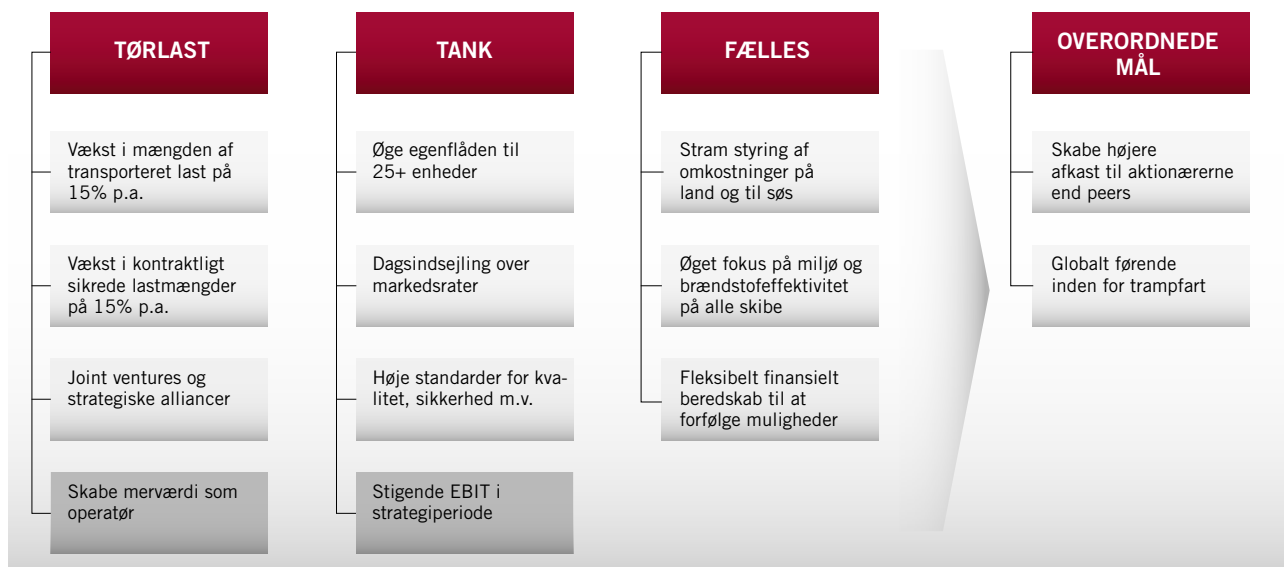 TØRLAST
Vækst i mængden af
transporteret last på
15% p.a.
Vækst i kontraktligt
sikrede lastmængder
på 15% p.a.
Joint ventures og
strategiske alliancer
Skabe merværdi som
operatør
TANK
Øge egenflåden til
25+ enheder
Dagsindsejling over
markedsrater
Høje standarder for kva-
litet, sikkerhed m.v.
Stigende EBIT i
strategiperiode
FÆLLES
Stram styring af
omkostninger på
land og til søs
Øget fokus på miljø og
brændstofeffektivitet
på alle skibe
Fleksibelt finansielt
beredskab til at
forfølge muligheder
OVERORDNEDE
MÅL
Skabe højere
afkast til aktionærerne
end peers
Globalt førende
inden for trampfart